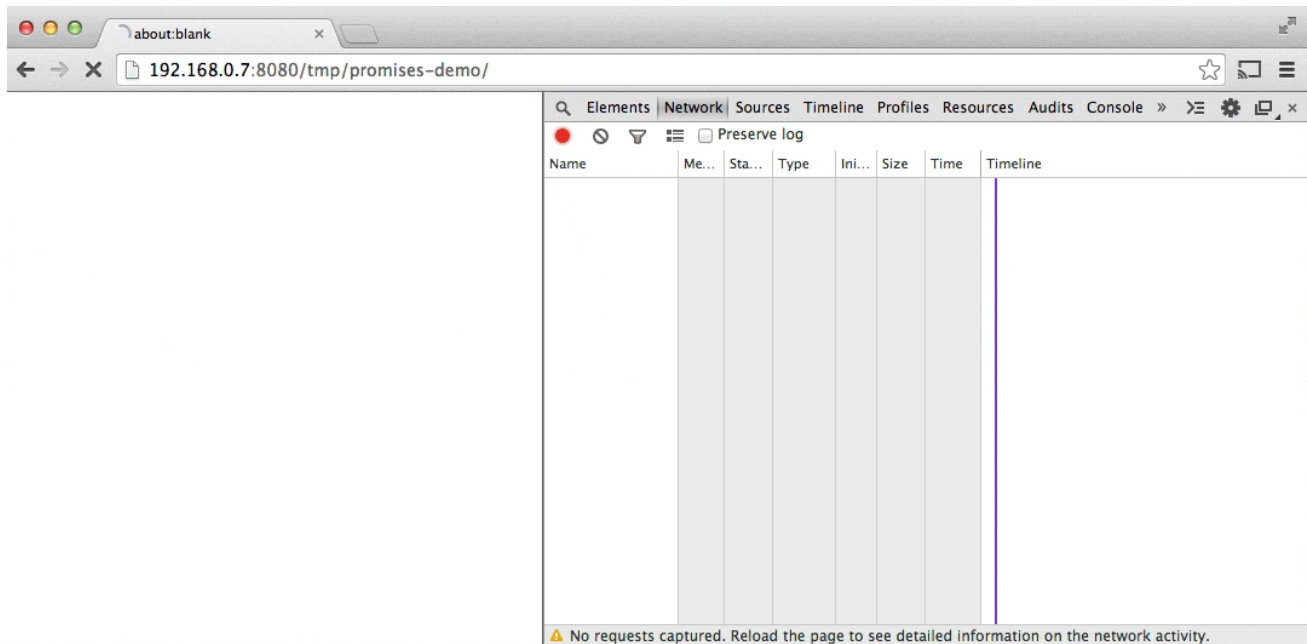 about:blank
192.168.0.7:8080/tmp/promises-demo/
Elements Network Sources Timeline Profiles Resources Audits Console »
Preserve log
Name Me... Sta... Type Ini... Size Time Timeline
No requests captured. Reload the page to see detailed information on the network activity.